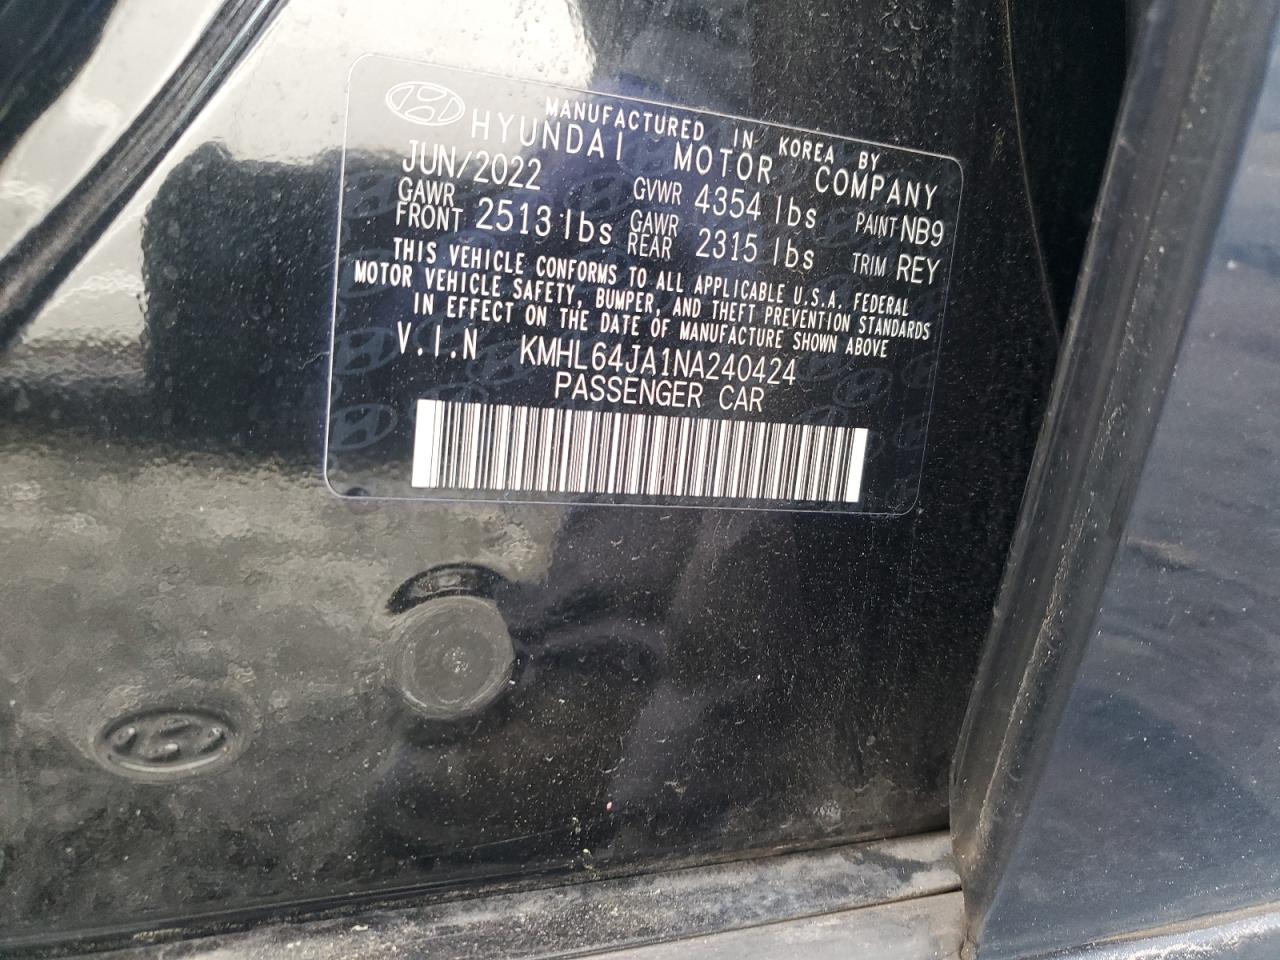 MANUFACTURED IN KOREA BY
HYUNDAI MOTOR COMPANY
JUN/2022 GVWR 4354 lbs PAINT NB9
GAWR FRONT 2513 lbs GAWR REAR 2315 lbs TRIM REY
THIS VEHICLE CONFORMS TO ALL APPLICABLE U.S.A. FEDERAL
MOTOR VEHICLE SAFETY, BUMPER, AND THEFT PREVENTION STANDARDS
IN EFFECT ON THE DATE OF MANUFACTURE SHOWN ABOVE
V.I.N KMHL64JA1NA240424
PASSENGER CAR